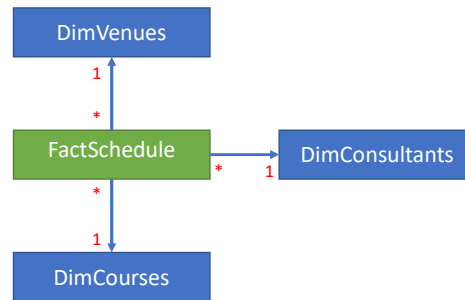 DimVenues
1
*
FactSchedule
* 1
DimConsultants
*
1
DimCourses